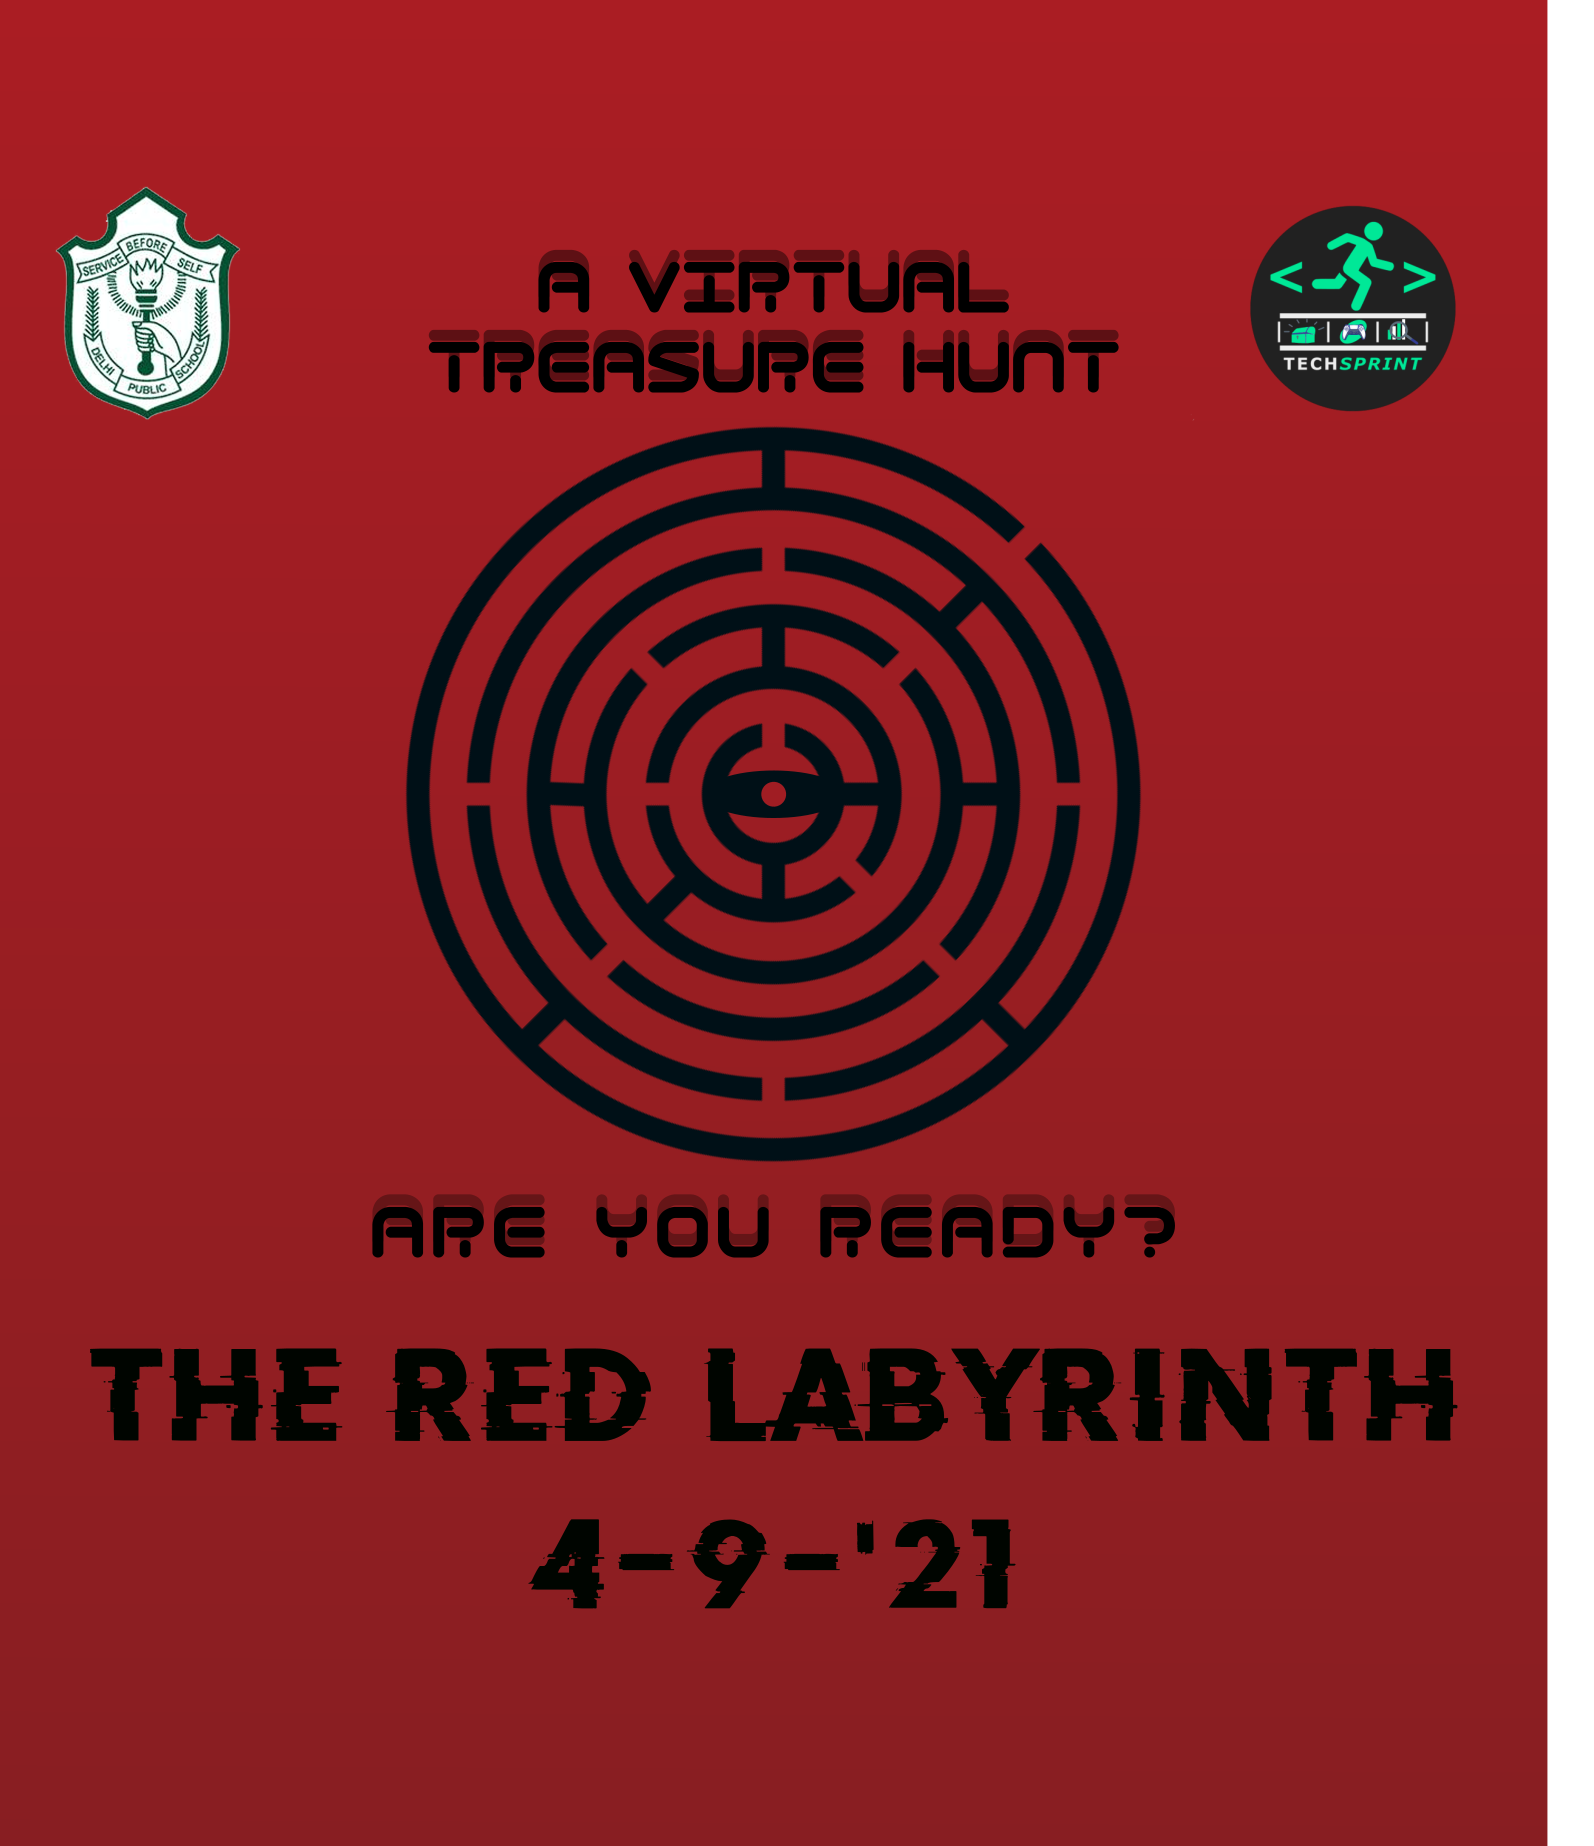 SERVICE BEFORE SELF
DELHI PUBLIC SCHOOL
A VIRTUAL
TREASURE HUNT
< >
TECHSPRINT
ARE YOU READY?
THE RED LABYRINTH
4-9-'21